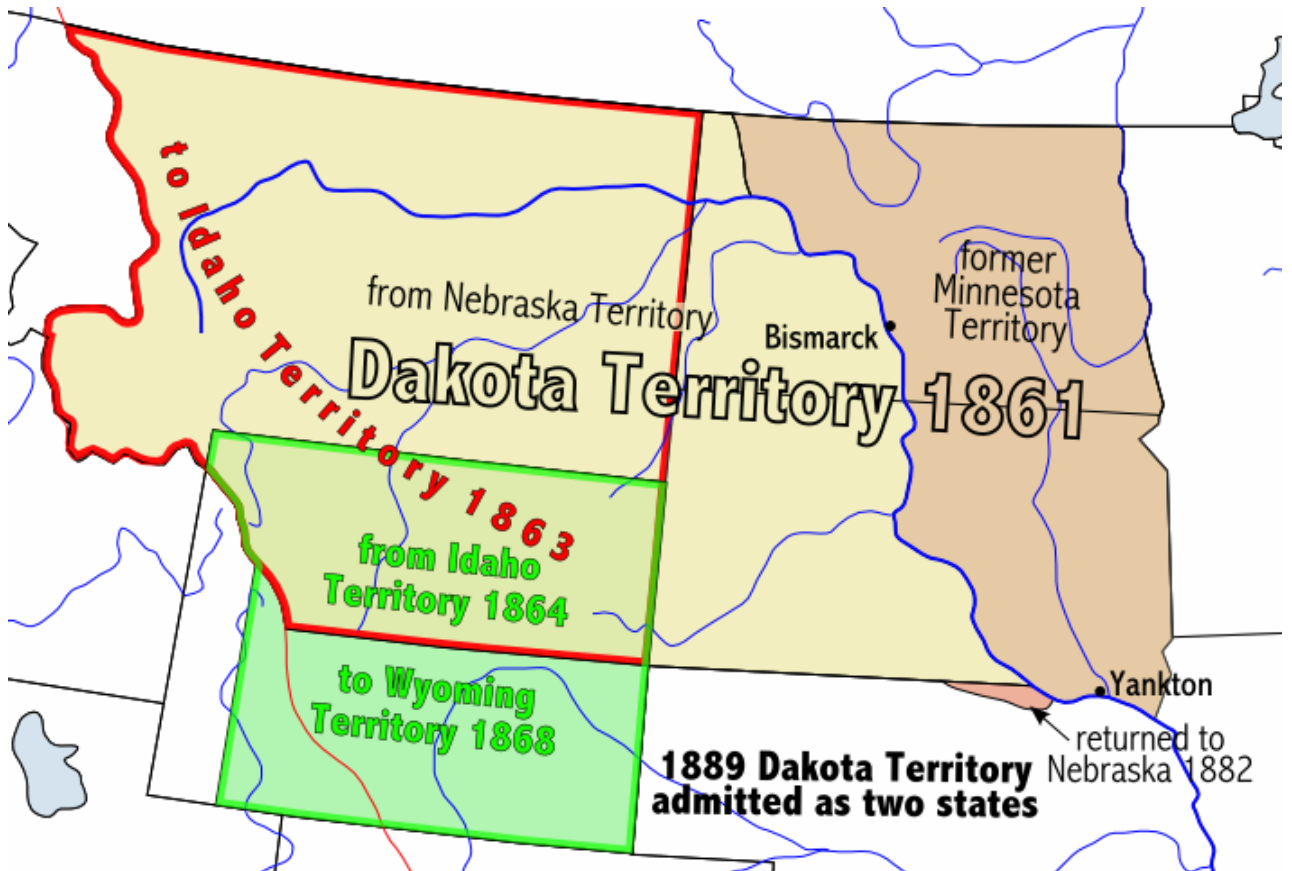 to Idaho Territory 1863
from Nebraska Territory
Dakota Territory 1861
former
Minnesota
Territory
Bismarck
from Idaho
Territory 1864
to Wyoming
Territory 1868
Yankton
returned to
Nebraska 1882
1889 Dakota Territory
admitted as two states